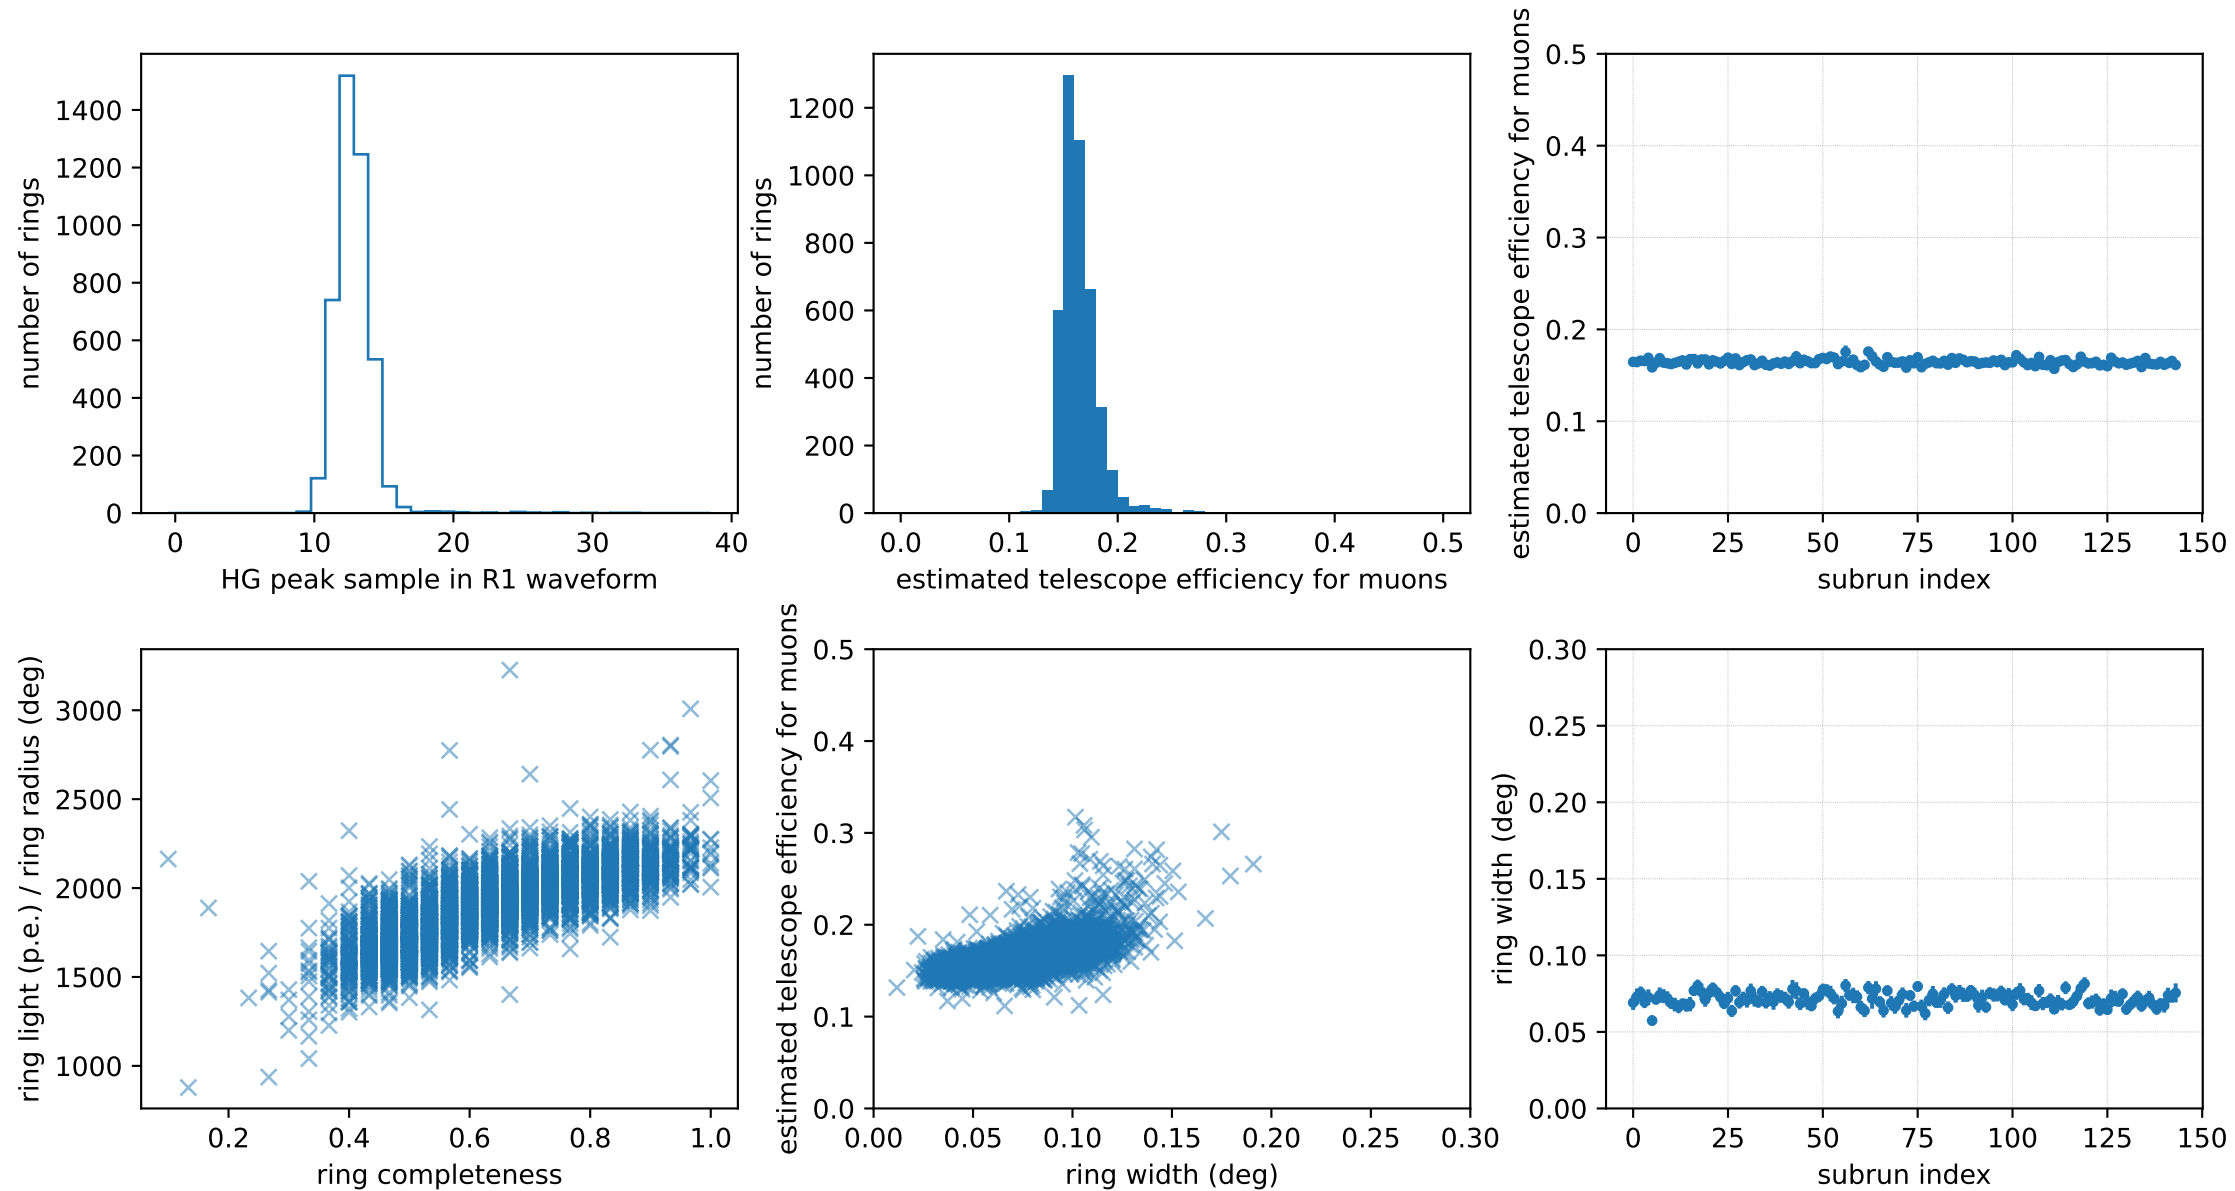 number of rings
1400
1200
1000
800
600
400
200
0
0 10 20 30 40
HG peak sample in R1 waveform
number of rings
1200
1000
800
600
400
200
0
0.0 0.1 0.2 0.3 0.4 0.5
estimated telescope efficiency for muons
estimated telescope efficiency for muons
0.5
0.4
0.3
0.2
0.1
0.0
0 25 50 75 100 125 150
subrun index
ring light (p.e.) / ring radius (deg)
3000
2500
2000
1500
1000
0.2 0.4 0.6 0.8 1.0
ring completeness
estimated telescope efficiency for muons
0.5
0.4
0.3
0.2
0.1
0.0
0.00 0.05 0.10 0.15 0.20 0.25 0.30
ring width (deg)
ring width (deg)
0.30
0.25
0.20
0.15
0.10
0.05
0.00
0 25 50 75 100 125 150
subrun index